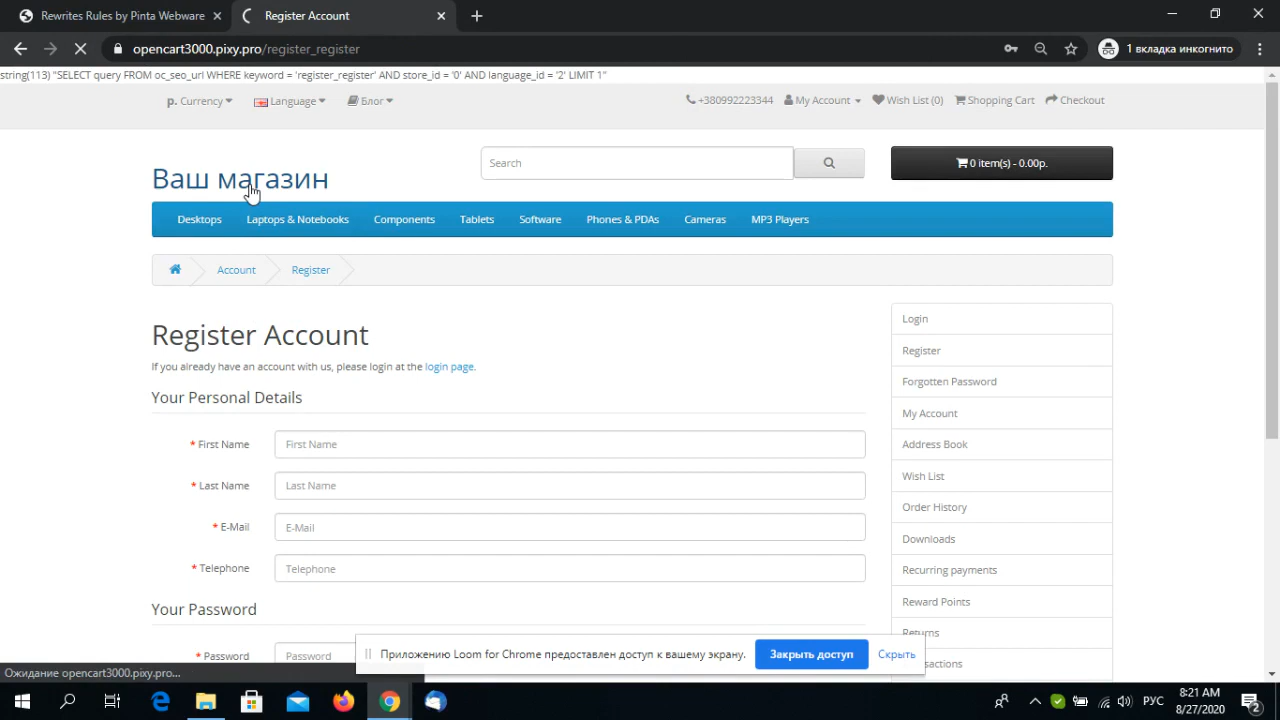 Rewrites Rules by Pinta Webware
Register Account
opencart3000.pixy.pro/register_register
1 вкладка инкогнито
string(113) "SELECT query FROM oc_seo_url WHERE keyword = 'register_register' AND store_id = '0' AND language_id = '2' LIMIT 1"
р. Currency
Language
Блог
+380992223344
My Account
Wish List (0)
Shopping Cart
Checkout
Ваш магазин
Search
0 item(s) - 0.00р.
Desktops
Laptops & Notebooks
Components
Tablets
Software
Phones & PDAs
Cameras
MP3 Players
Account
Register
Register Account
If you already have an account with us, please login at the login page.
Your Personal Details
* First Name
First Name
* Last Name
Last Name
* E-Mail
E-Mail
* Telephone
Telephone
Your Password
* Password
Password
Login
Register
Forgotten Password
My Account
Address Book
Wish List
Order History
Downloads
Recurring payments
Reward Points
Returns
Приложению Loom for Chrome предоставлен доступ к вашему экрану.
Закрыть доступ
Скрыть
Ожидание opencart3000.pixy.pro...
РУС
8:21 AM
8/27/2020
2